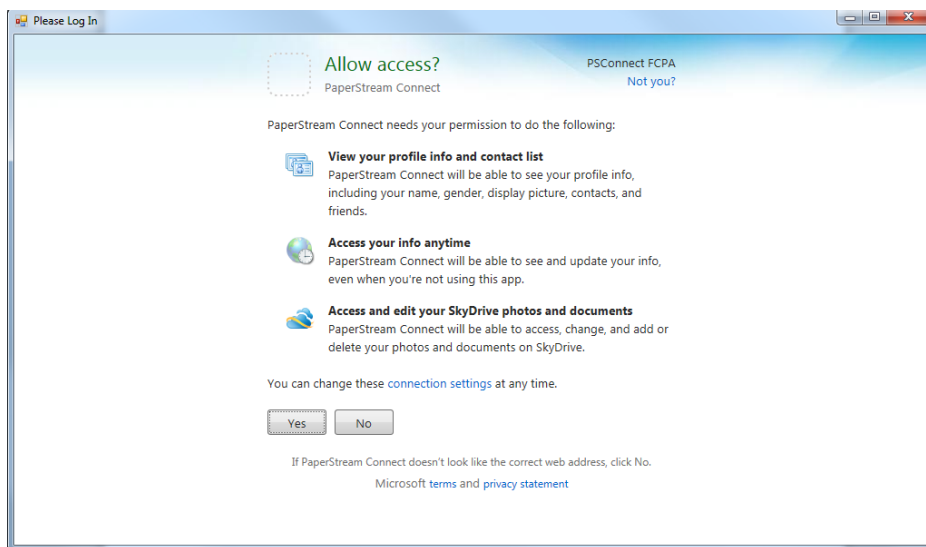 Please Log In
Allow access?
PaperStream Connect
PSConnect FCPA
Not you?
PaperStream Connect needs your permission to do the following:
View your profile info and contact list
PaperStream Connect will be able to see your profile info,
including your name, gender, display picture, contacts, and
friends.
Access your info anytime
PaperStream Connect will be able to see and update your info,
even when you're not using this app.
Access and edit your SkyDrive photos and documents
PaperStream Connect will be able to access, change, and add or
delete your photos and documents on SkyDrive.
You can change these connection settings at any time.
Yes No
If PaperStream Connect doesn't look like the correct web address, click No.
Microsoft terms and privacy statement